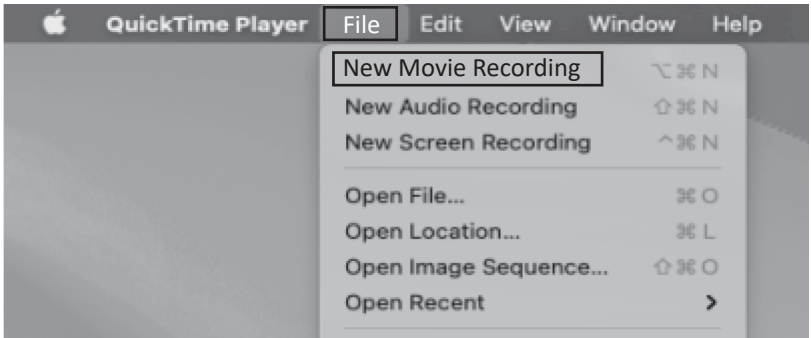 QuickTime Player File Edit View Window Help
New Movie Recording ⌥⌘N
New Audio Recording ⇧⌘N
New Screen Recording ^⌘N
Open File... ⌘O
Open Location... ⌘L
Open Image Sequence... ⇧⌘O
Open Recent >